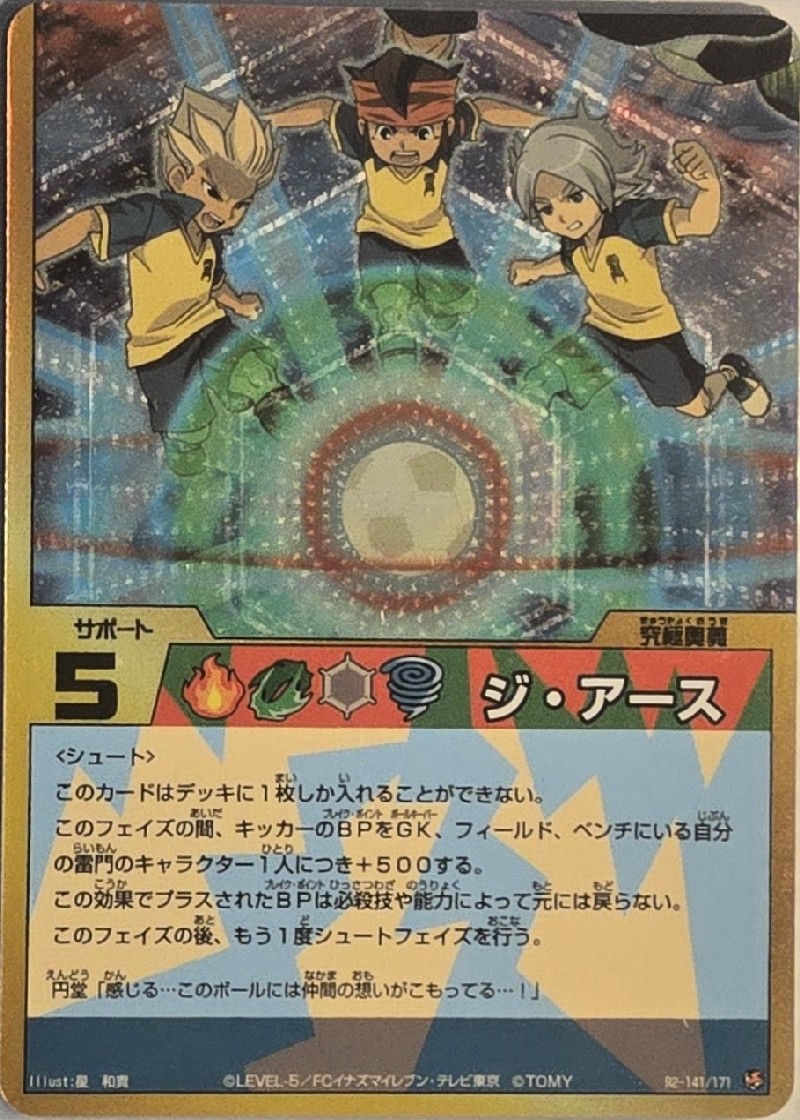 サポート
究極奥義
5
ジ・アース
<シュート>
このカードはデッキに1枚しか入れることができない。
このフェイズの間、キッカーのBPをGK、フィールド、ベンチにいる自分
の雷門のキャラクター1人につき+500する。
この効果でプラスされたBPは必殺技や能力によって元には戻らない。
このフェイズの後、もう1度シュートフェイズを行う。
円堂「感じる…このボールには仲間の想いがこもってる…!」
Illust:星 和貴
©LEVEL-5/FCイナズマイレブン・テレビ東京 ©TOMY
R2-141/171